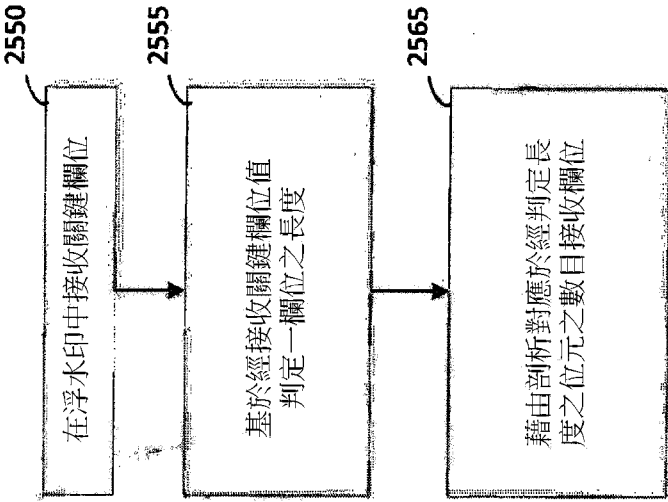 2550
在浮水印中接收關鍵欄位
2555
基於經接收關鍵欄位值
判定一欄位之長度
2565
藉由剖析對應於經判定長
度之位元之數目接收欄位